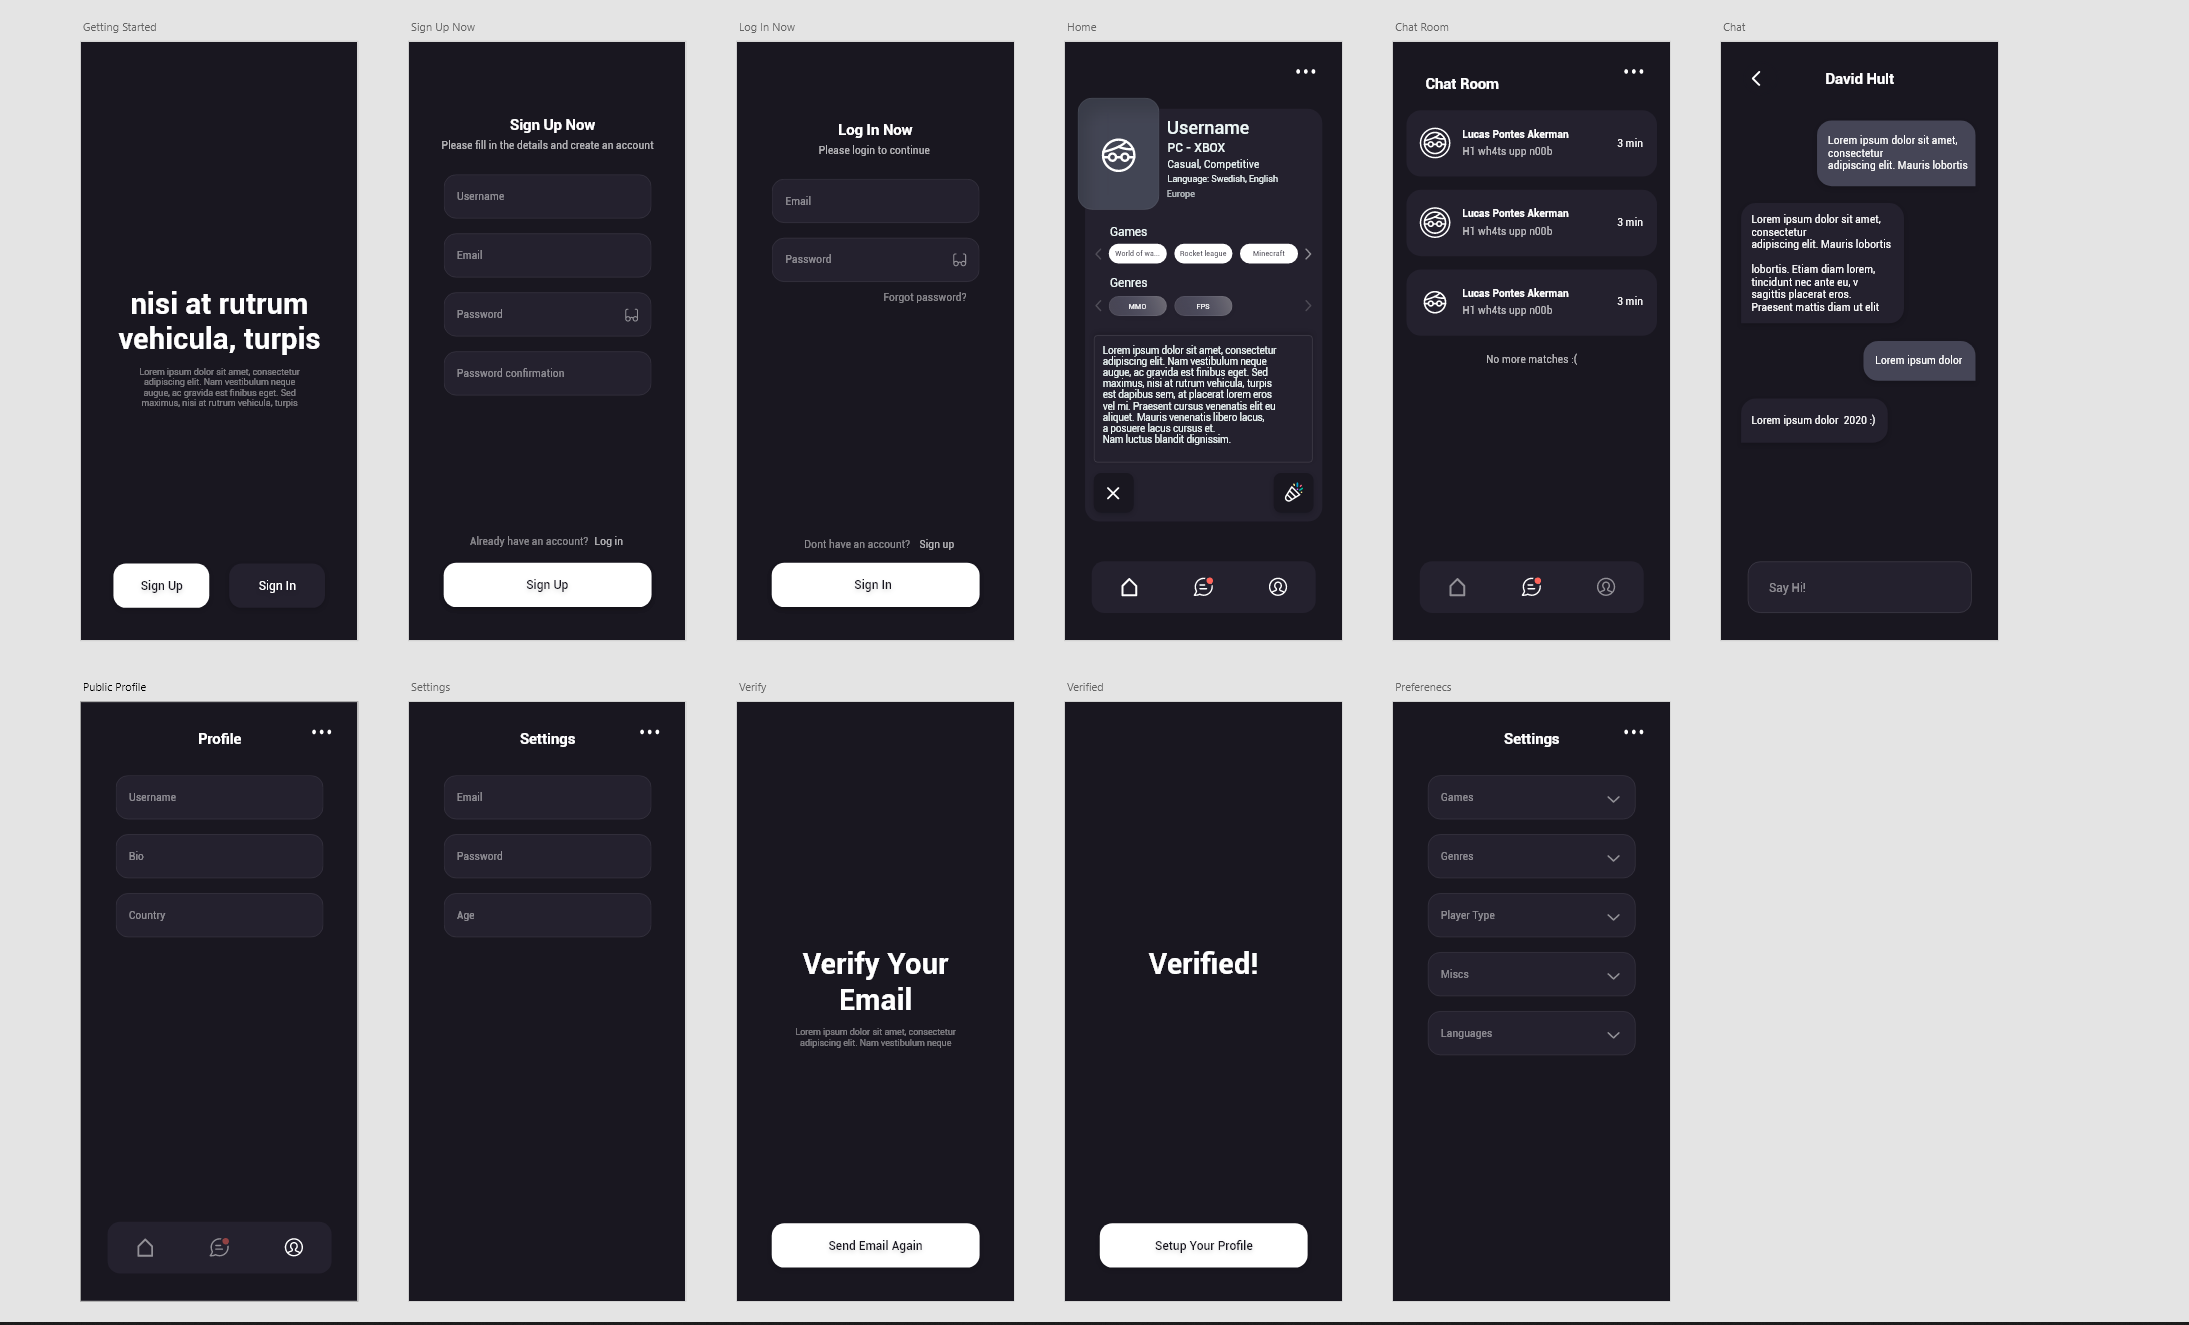 Getting Started
nisi at rutrum
vehicula, turpis
Lorem ipsum dolor sit amet, consectetur
adipiscing elit. Nam vestibulum neque
augue, ac gravida est finibus eget. Sed
maximus, nisi at rutrum vehicula, turpis
Sign Up
Sign In
Sign Up Now
Sign Up Now
Please fill in the details and create an account
Username
Email
Password
Password confirmation
Already have an account? Log in
Sign Up
Log In Now
Log In Now
Please login to continue
Email
Password
Forgot password?
Dont have an account? Sign up
Sign In
Home
Username
PC - XBOX
Casual, Competitive
Language: Swedish, English
Europe
Games
World of wa...
Rocket league
Minecraft
Genres
MMO
FPS
Lorem ipsum dolor sit amet, consectetur
adipiscing elit. Nam vestibulum neque
augue, ac gravida est finibus eget. Sed
maximus, nisi at rutrum vehicula, turpis
est dapibus sem, at placerat lorem eros
vel mi. Praesent cursus venenatis elit eu
aliquet. Mauris venenatis libero lacus,
a posuere lacus cursus et.
Nam luctus blandit dignissim.
Chat Room
Chat Room
Lucas Pontes Akerman
H1 wh4ts upp n00b
3 min
Lucas Pontes Akerman
H1 wh4ts upp n00b
3 min
Lucas Pontes Akerman
H1 wh4ts upp n00b
3 min
No more matches :(
Chat
David Hult
Lorem ipsum dolor sit amet,
consectetur
adipiscing elit. Mauris lobortis
Lorem ipsum dolor sit amet,
consectetur
adipiscing elit. Mauris lobortis
lobortis. Etiam diam lorem,
tincidunt nec ante eu, v
sagittis placerat eros.
Praesent mattis diam ut elit
Lorem ipsum dolor
Lorem ipsum dolor 2020 :)
Say Hi!
Public Profile
Profile
Username
Bio
Country
Settings
Settings
Email
Password
Age
Verify
Verify Your
Email
Lorem ipsum dolor sit amet, consectetur
adipiscing elit. Nam vestibulum neque
Send Email Again
Verified
Verified!
Setup Your Profile
Preferenecs
Settings
Games
Genres
Player Type
Miscs
Languages